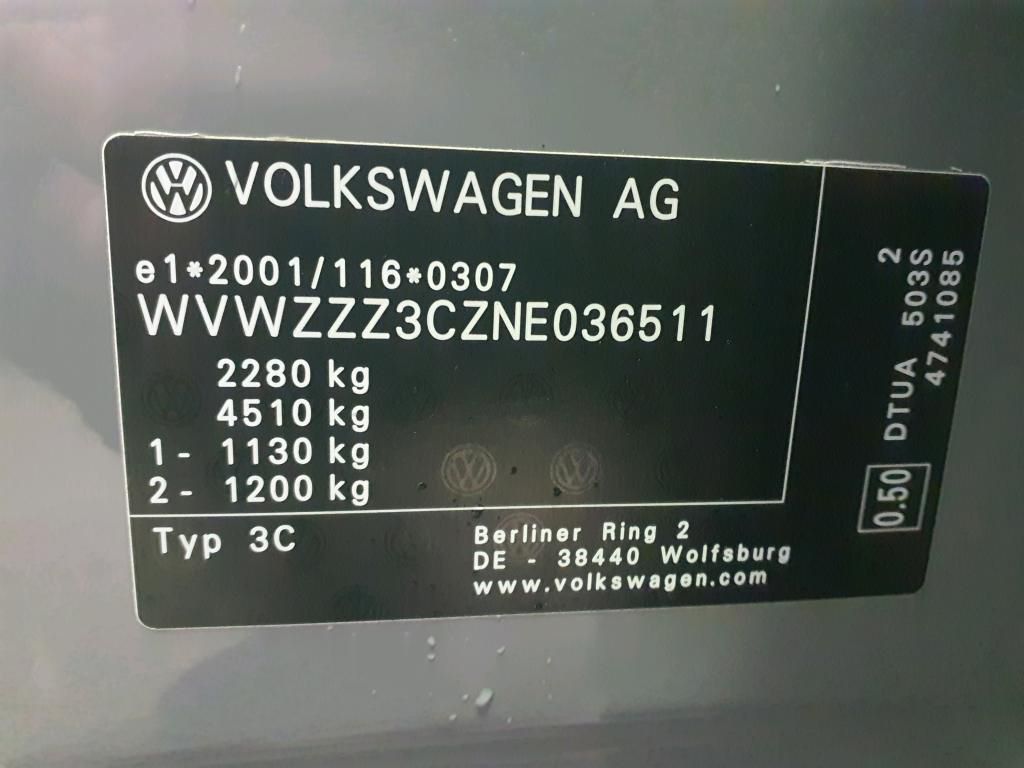 VOLKSWAGEN AG
e1*2001/116*0307
WVWZZZ3CZNE036511
2280 kg
4510 kg
1- 1130 kg
2- 1200 kg
Typ 3C
Berliner Ring 2
DE - 38440 Wolfsburg
www.volkswagen.com
2
0.50 DTUA 503S
4741085